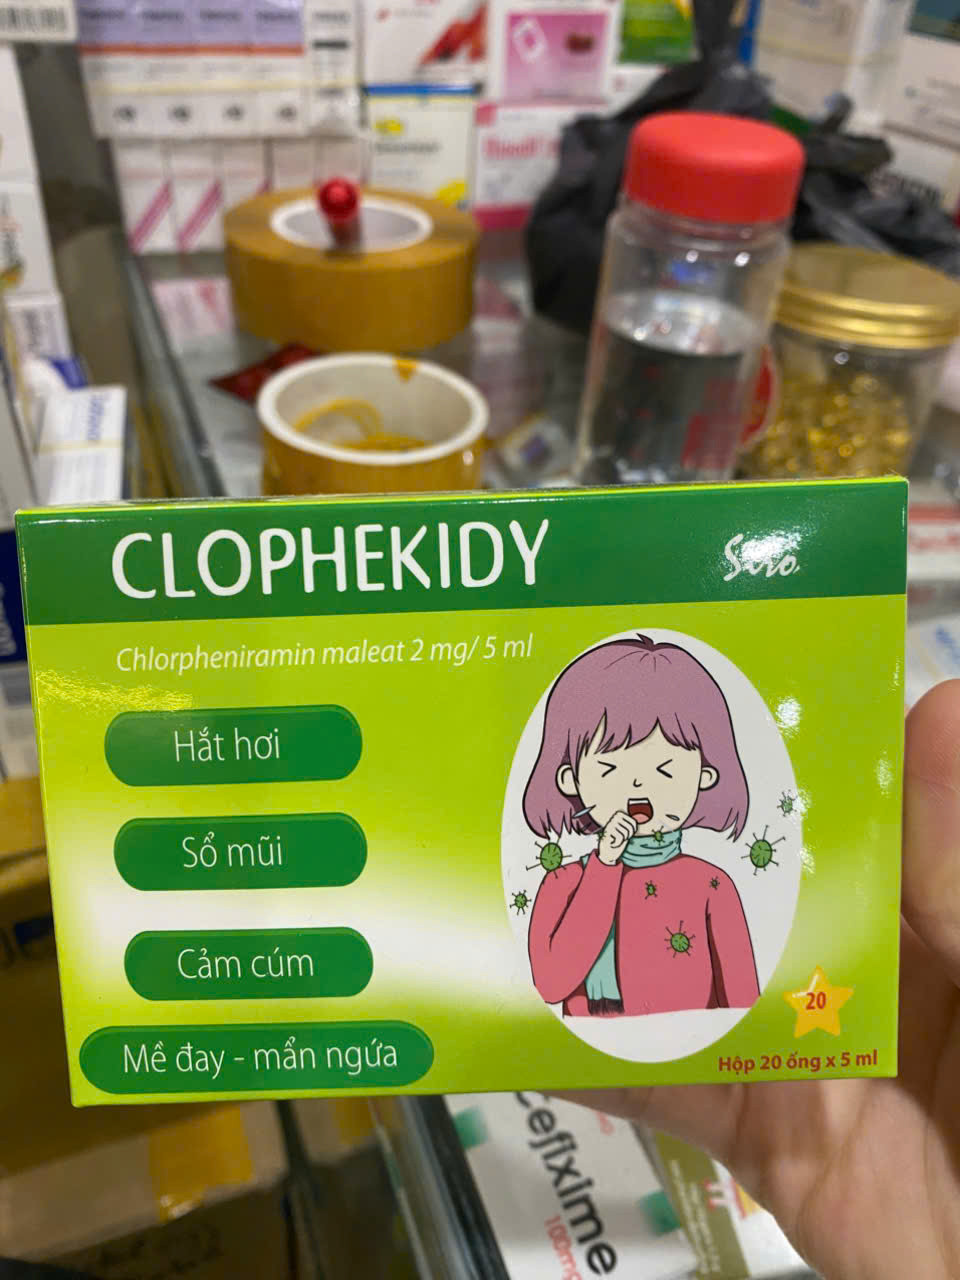 CLOPHEKIDY
Siro
Chlorpheniramin maleat 2 mg/ 5 ml
Hắt hơi
Sổ mũi
Cảm cúm
Mề đay - mẩn ngứa
20
Hộp 20 ống x 5 ml
Cefixime
100mg